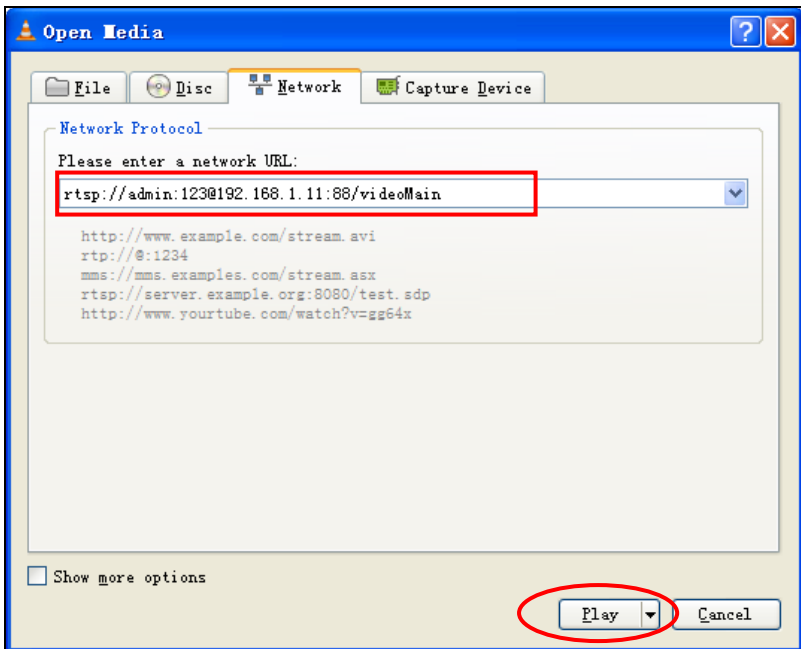 Open Media
File Disc Network Capture Device
Network Protocol
Please enter a network URL:
rtsp://admin:123@192.168.1.11:88/videoMain
http://www.example.com/stream.avi
rtp://@:1234
mms://mms.examples.com/stream.asx
rtsp://server.example.org:8080/test.sdp
http://www.yourtube.com/watch?v=gg64x
Show more options
Play Cancel